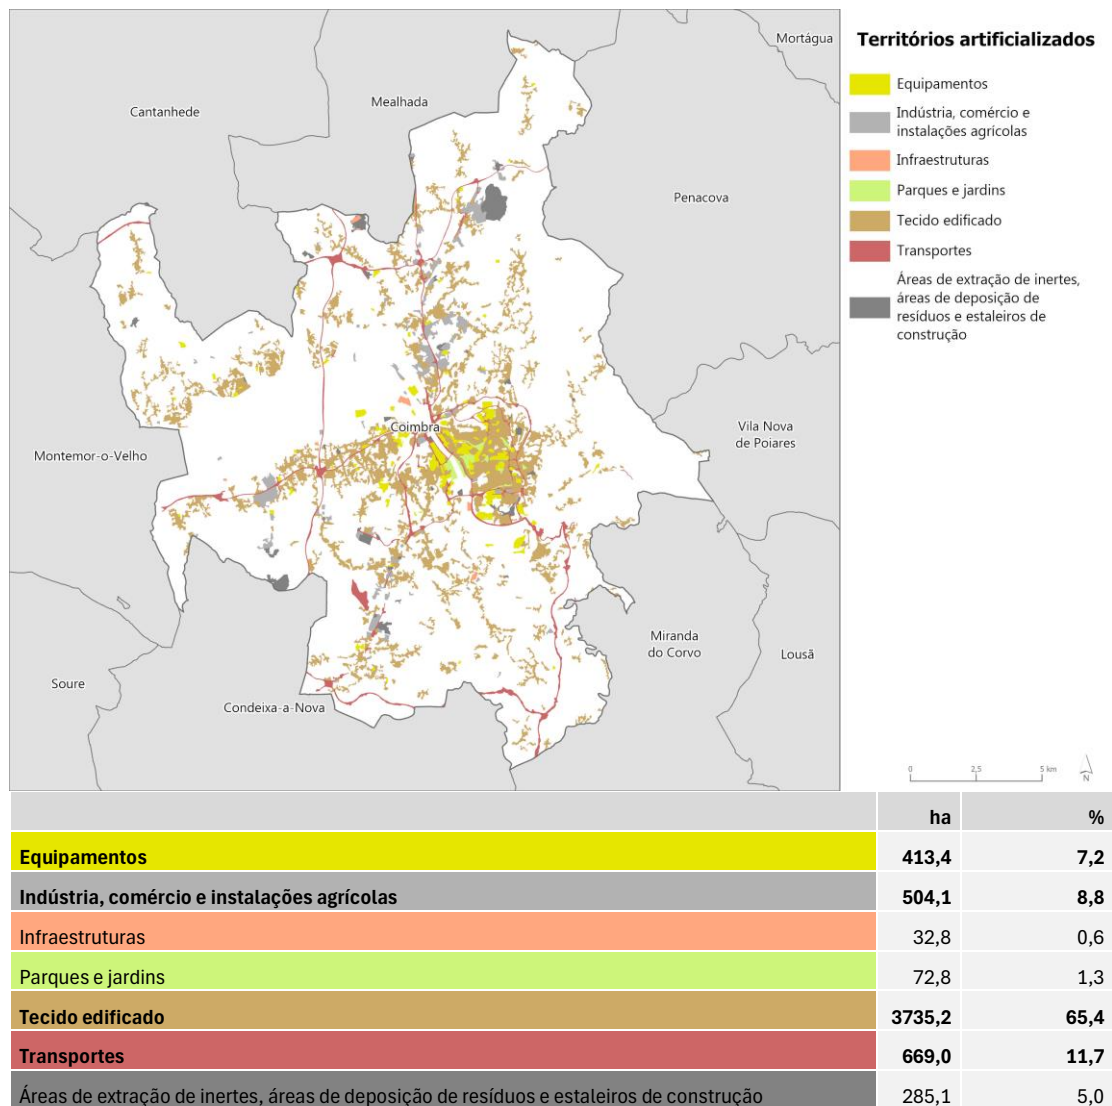 Mortágua
Cantanhede
Mealhada
Penacova
Coimbra
Montemor-o-Velho
Vila Nova
de Poiares
Miranda
do Corvo
Lousã
Soure
Condeixa-a-Nova
Territórios artificializados
Equipamentos
Indústria, comércio e
instalações agrícolas
Infraestruturas
Parques e jardins
Tecido edificado
Transportes
Áreas de extração de inertes,
áreas de deposição de
resíduos e estaleiros de
construção
0 2,5 5 km
N
ha %
Equipamentos 413,4 7,2
Indústria, comércio e instalações agrícolas 504,1 8,8
Infraestruturas 32,8 0,6
Parques e jardins 72,8 1,3
Tecido edificado 3735,2 65,4
Transportes 669,0 11,7
Áreas de extração de inertes, áreas de deposição de resíduos e estaleiros de construção 285,1 5,0